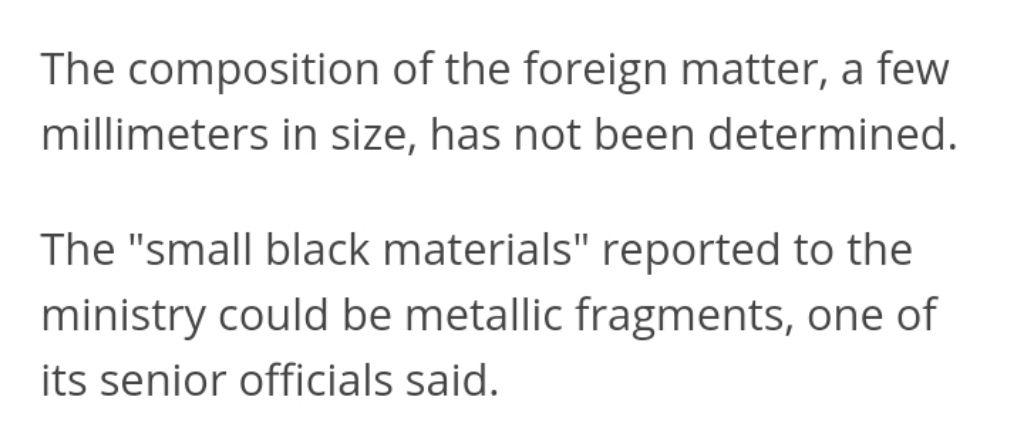 The composition of the foreign matter, a few
millimeters in size, has not been determined.
The "small black materials" reported to the
ministry could be metallic fragments, one of
its senior officials said.